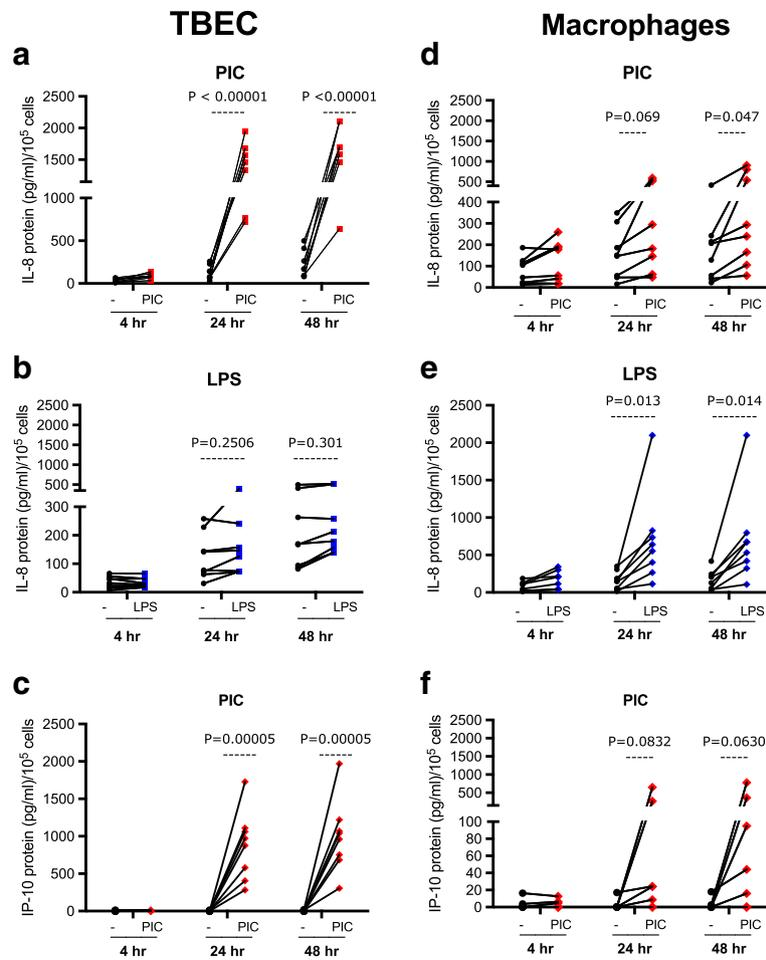 TBEC
Macrophages
a
PIC
P < 0.00001 P <0.00001
IL-8 protein (pg/ml)/10⁵ cells
2500
2000
1500
1000
500
0
- PIC - PIC - PIC
4 hr 24 hr 48 hr
d
PIC
P=0.069 P=0.047
IL-8 protein (pg/ml)/10⁵ cells
2500
2000
1500
1000
500
400
300
200
100
0
- PIC - PIC - PIC
4 hr 24 hr 48 hr
b
LPS
P=0.2506 P=0.301
IL-8 protein (pg/ml)/10⁵ cells
2500
2000
1500
1000
500
300
200
100
0
- LPS - LPS - LPS
4 hr 24 hr 48 hr
e
LPS
P=0.013 P=0.014
IL-8 protein (pg/ml)/10⁵ cells
2500
2000
1500
1000
500
0
- LPS - LPS - LPS
4 hr 24 hr 48 hr
c
PIC
P=0.00005 P=0.00005
IP-10 protein (pg/ml)/10⁵ cells
2500
2000
1500
1000
500
0
- PIC - PIC - PIC
4 hr 24 hr 48 hr
f
PIC
P=0.0832 P=0.0630
IP-10 protein (pg/ml)/10⁵ cells
2500
2000
1500
1000
500
100
80
60
40
20
0
- PIC - PIC - PIC
4 hr 24 hr 48 hr